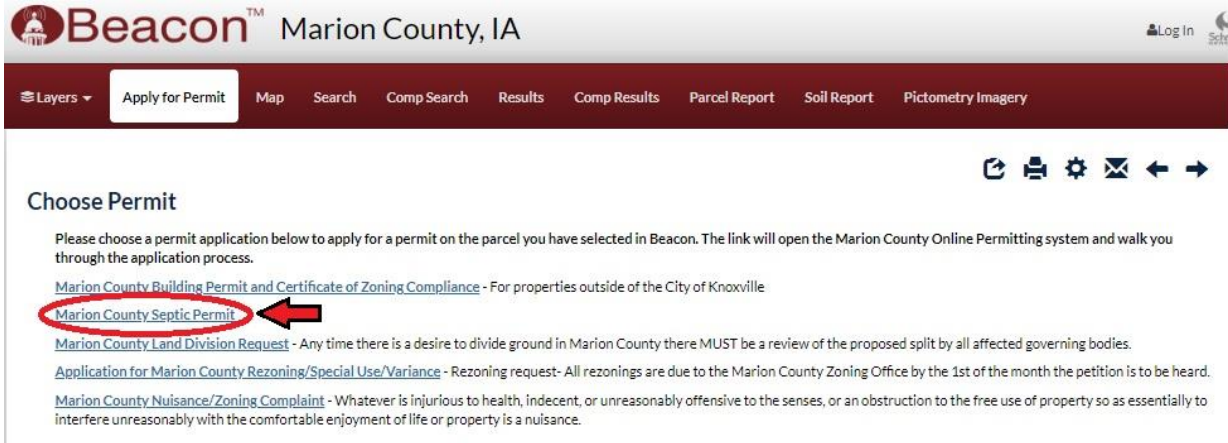 Beacon™ Marion County, IA
Log In
Layers Apply for Permit Map Search Comp Search Results Comp Results Parcel Report Soil Report Pictometry Imagery
Choose Permit
Please choose a permit application below to apply for a permit on the parcel you have selected in Beacon. The link will open the Marion County Online Permitting system and walk you
through the application process.
Marion County Building Permit and Certificate of Zoning Compliance - For properties outside of the City of Knoxville
Marion County Septic Permit
Marion County Land Division Request - Any time there is a desire to divide ground in Marion County there MUST be a review of the proposed split by all affected governing bodies.
Application for Marion County Rezoning/Special Use/Variance - Rezoning request- All rezonings are due to the Marion County Zoning Office by the 1st of the month the petition is to be heard.
Marion County Nuisance/Zoning Complaint - Whatever is injurious to health, indecent, or unreasonably offensive to the senses, or an obstruction to the free use of property so as essentially to
interfere unreasonably with the comfortable enjoyment of life or property is a nuisance.